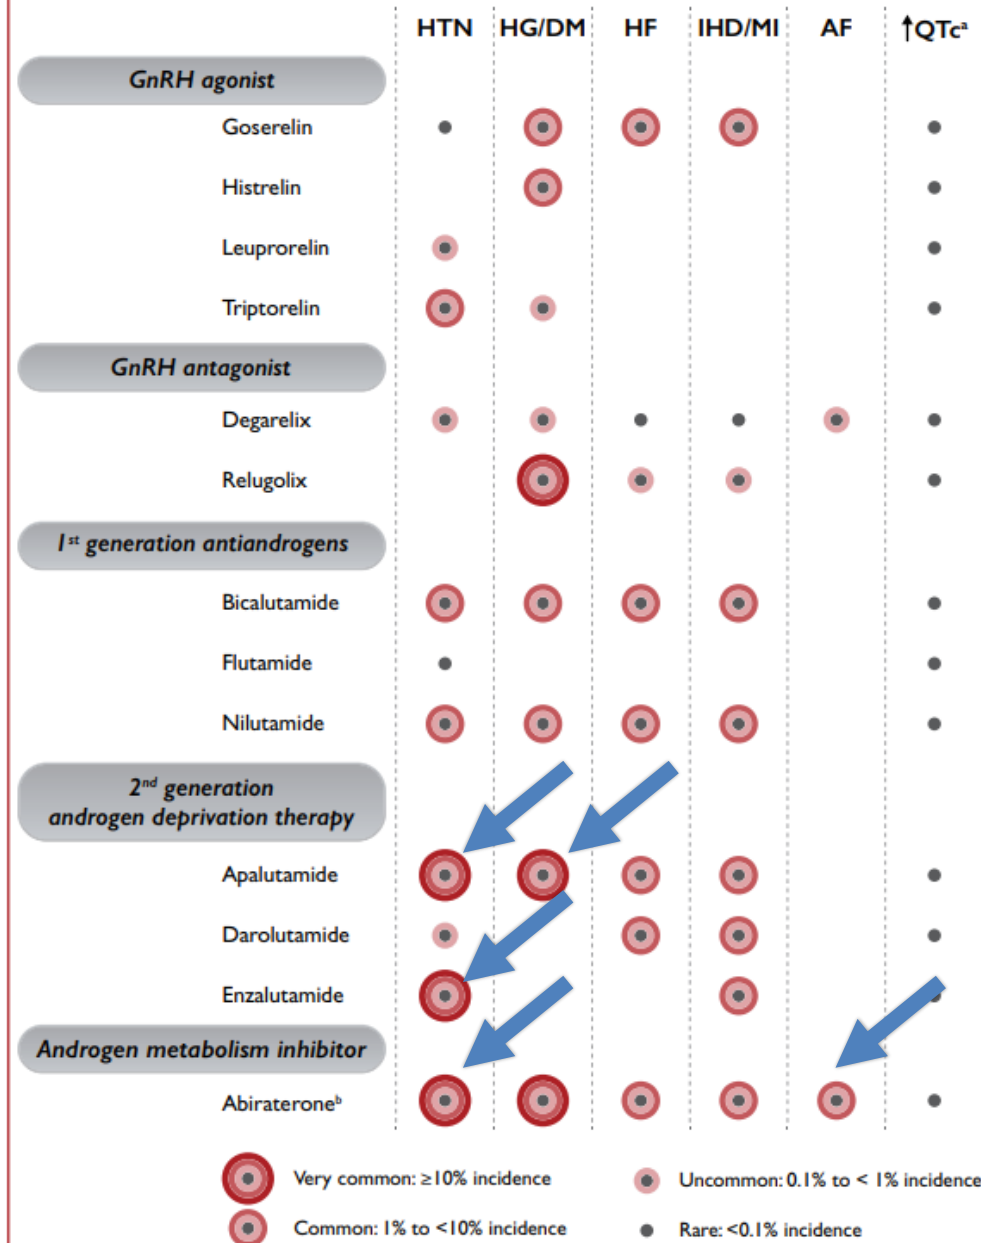 HTN HG/DM HF IHD/MI AF ↑QTcᵃ
GnRH agonist
Goserelin
Histrelin
Leuprorelin
Triptorelin
GnRH antagonist
Degarelix
Relugolix
1ˢᵗ generation antiandrogens
Bicalutamide
Flutamide
Nilutamide
2ⁿᵈ generation
androgen deprivation therapy
Apalutamide
Darolutamide
Enzalutamide
Androgen metabolism inhibitor
Abirateroneᵇ
Very common: ≥10% incidence
Uncommon: 0.1% to < 1% incidence
Common: 1% to <10% incidence
Rare: <0.1% incidence